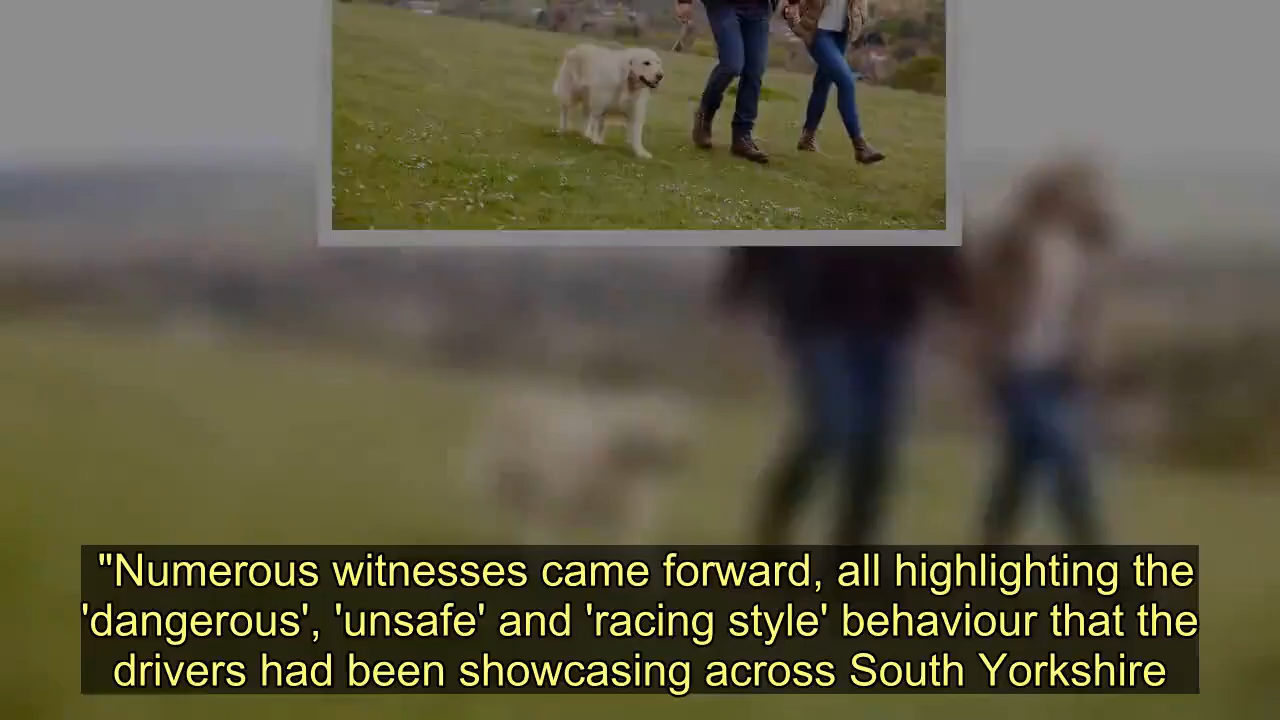 "Numerous witnesses came forward, all highlighting the
'dangerous', 'unsafe' and 'racing style' behaviour that the
drivers had been showcasing across South Yorkshire